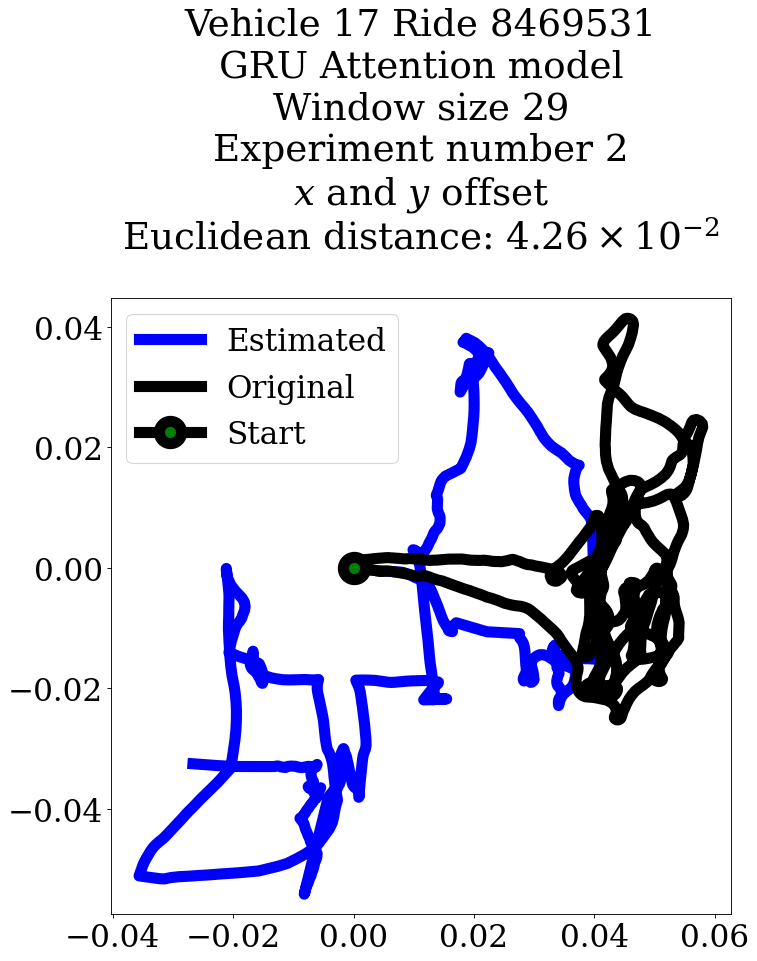 Vehicle 17 Ride 8469531
GRU Attention model
Window size 29
Experiment number 2
x and y offset
Euclidean distance: 4.26 × 10⁻²
Estimated
Original
Start
0.04
0.02
0.00
−0.02
−0.04
−0.04 −0.02 0.00 0.02 0.04 0.06